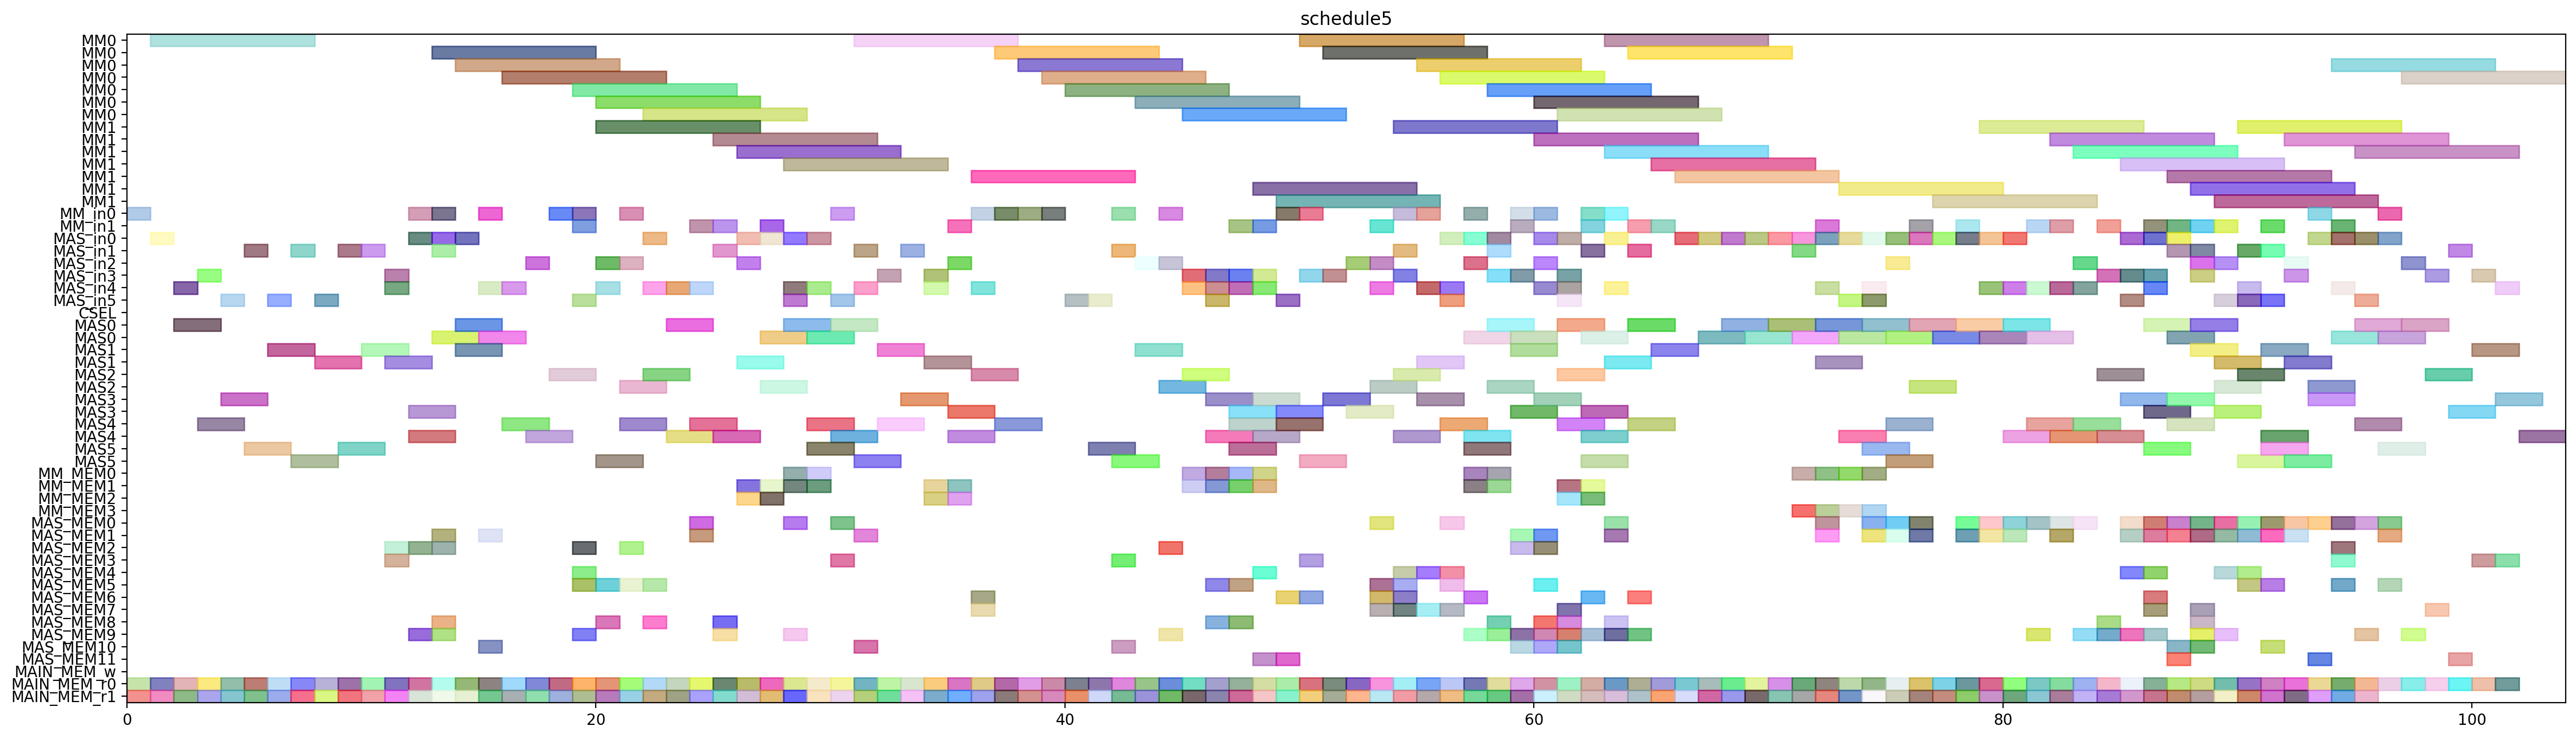 schedule5
MM0
MM0
MM0
MM0
MM0
MM0
MM0
MM1
MM1
MM1
MM1
MM1
MM1
MM1
MM_in0
MM_in1
MAS_in0
MAS_in1
MAS_in2
MAS_in3
MAS_in4
MAS_in5
CSEL
MAS0
MAS0
MAS1
MAS1
MAS2
MAS2
MAS3
MAS3
MAS4
MAS4
MAS5
MAS5
MM_MEM0
MM_MEM1
MM_MEM2
MM_MEM3
MAS_MEM0
MAS_MEM1
MAS_MEM2
MAS_MEM3
MAS_MEM4
MAS_MEM5
MAS_MEM6
MAS_MEM7
MAS_MEM8
MAS_MEM9
MAS_MEM10
MAS_MEM11
MAIN_MEM_w
MAIN_MEM_r0
MAIN_MEM_r1
0 20 40 60 80 100